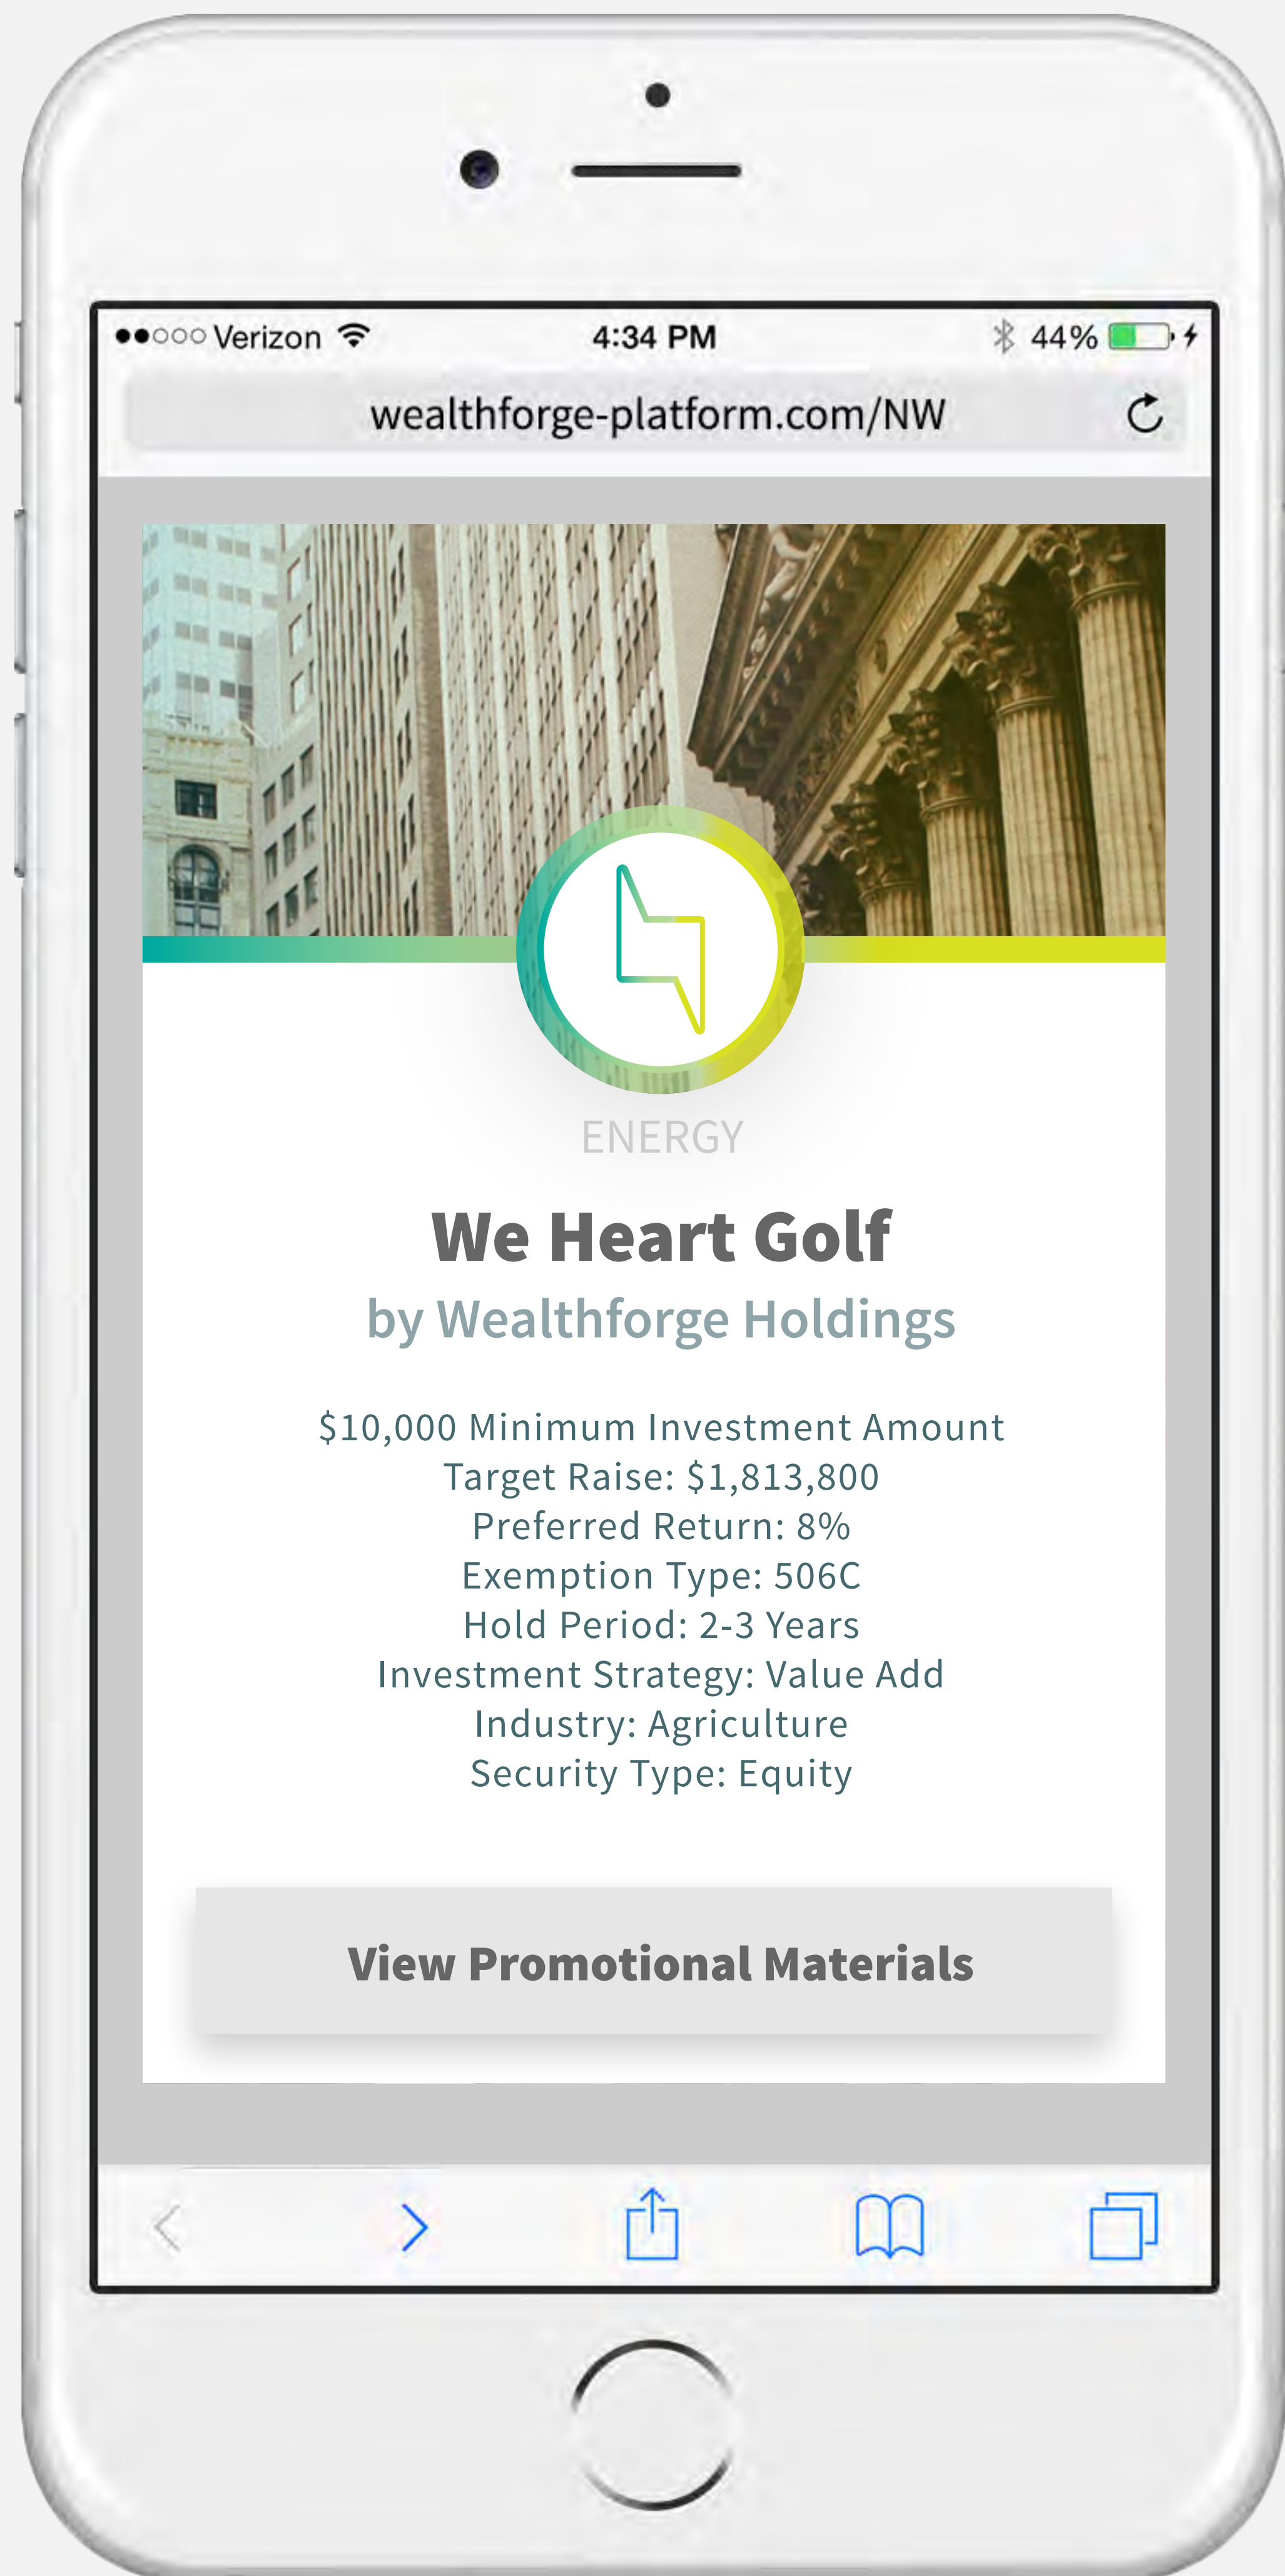 Verizon 4:34 PM 44%
wealthforge-platform.com/NW
ENERGY
We Heart Golf
by Wealthforge Holdings
$10,000 Minimum Investment Amount
Target Raise: $1,813,800
Preferred Return: 8%
Exemption Type: 506C
Hold Period: 2-3 Years
Investment Strategy: Value Add
Industry: Agriculture
Security Type: Equity
View Promotional Materials